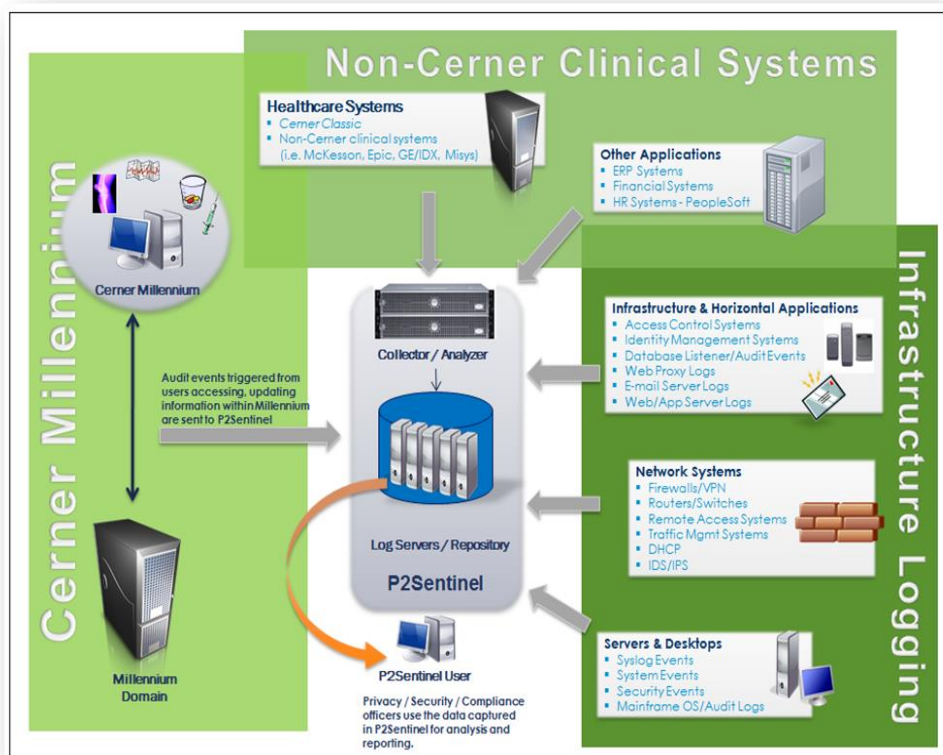 Non-Cerner Clinical Systems
Healthcare Systems
Cerner Classic
Non-Cerner clinical systems
(i.e. McKesson, Epic, GE/IDX, Misys)
Other Applications
ERP Systems
Financial Systems
HR Systems - PeopleSoft
Cerner Millennium
Cerner Millennium
Audit events triggered from
users accessing, updating
information within Millennium
are sent to P2Sentinel
Millennium
Domain
Collector / Analyzer
Log Servers / Repository
P2Sentinel
P2Sentinel User
Privacy / Security / Compliance
officers use the data captured
in P2Sentinel for analysis and
reporting.
Infrastructure Logging
Infrastructure & Horizontal Applications
Access Control Systems
Identity Management Systems
Database Listener/Audit Events
Web Proxy Logs
E-mail Server Logs
Web/App Server Logs
Network Systems
Firewalls/VPN
Routers/Switches
Remote Access Systems
Traffic Mgmt Systems
DHCP
IDS/IPS
Servers & Desktops
Syslog Events
System Events
Security Events
Mainframe OS/Audit Logs